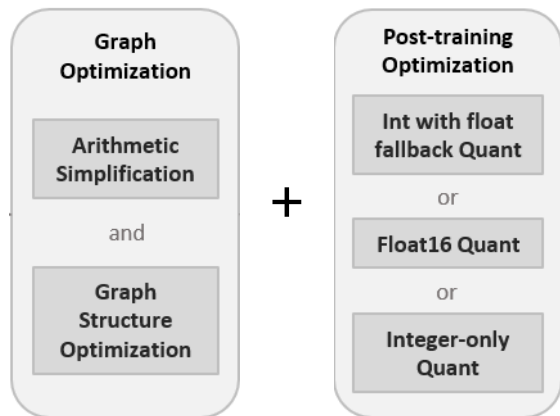 Graph
Optimization
Arithmetic
Simplification
and
Graph
Structure
Optimization
+
Post-training
Optimization
Int with float
fallback Quant
or
Float16 Quant
or
Integer-only
Quant